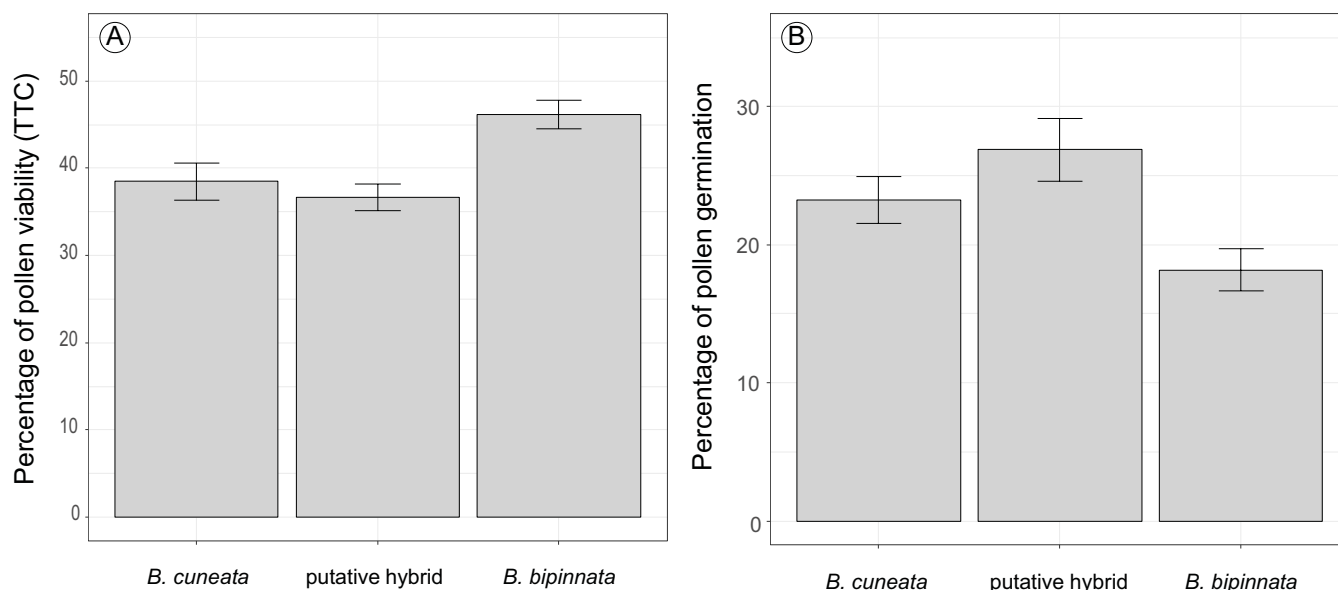 A
Percentage of pollen viability (TTC)
50
40
30
20
10
0
B. cuneata putative hybrid B. bipinnata
B
Percentage of pollen germination
30
20
10
0
B. cuneata putative hybrid B. bipinnata